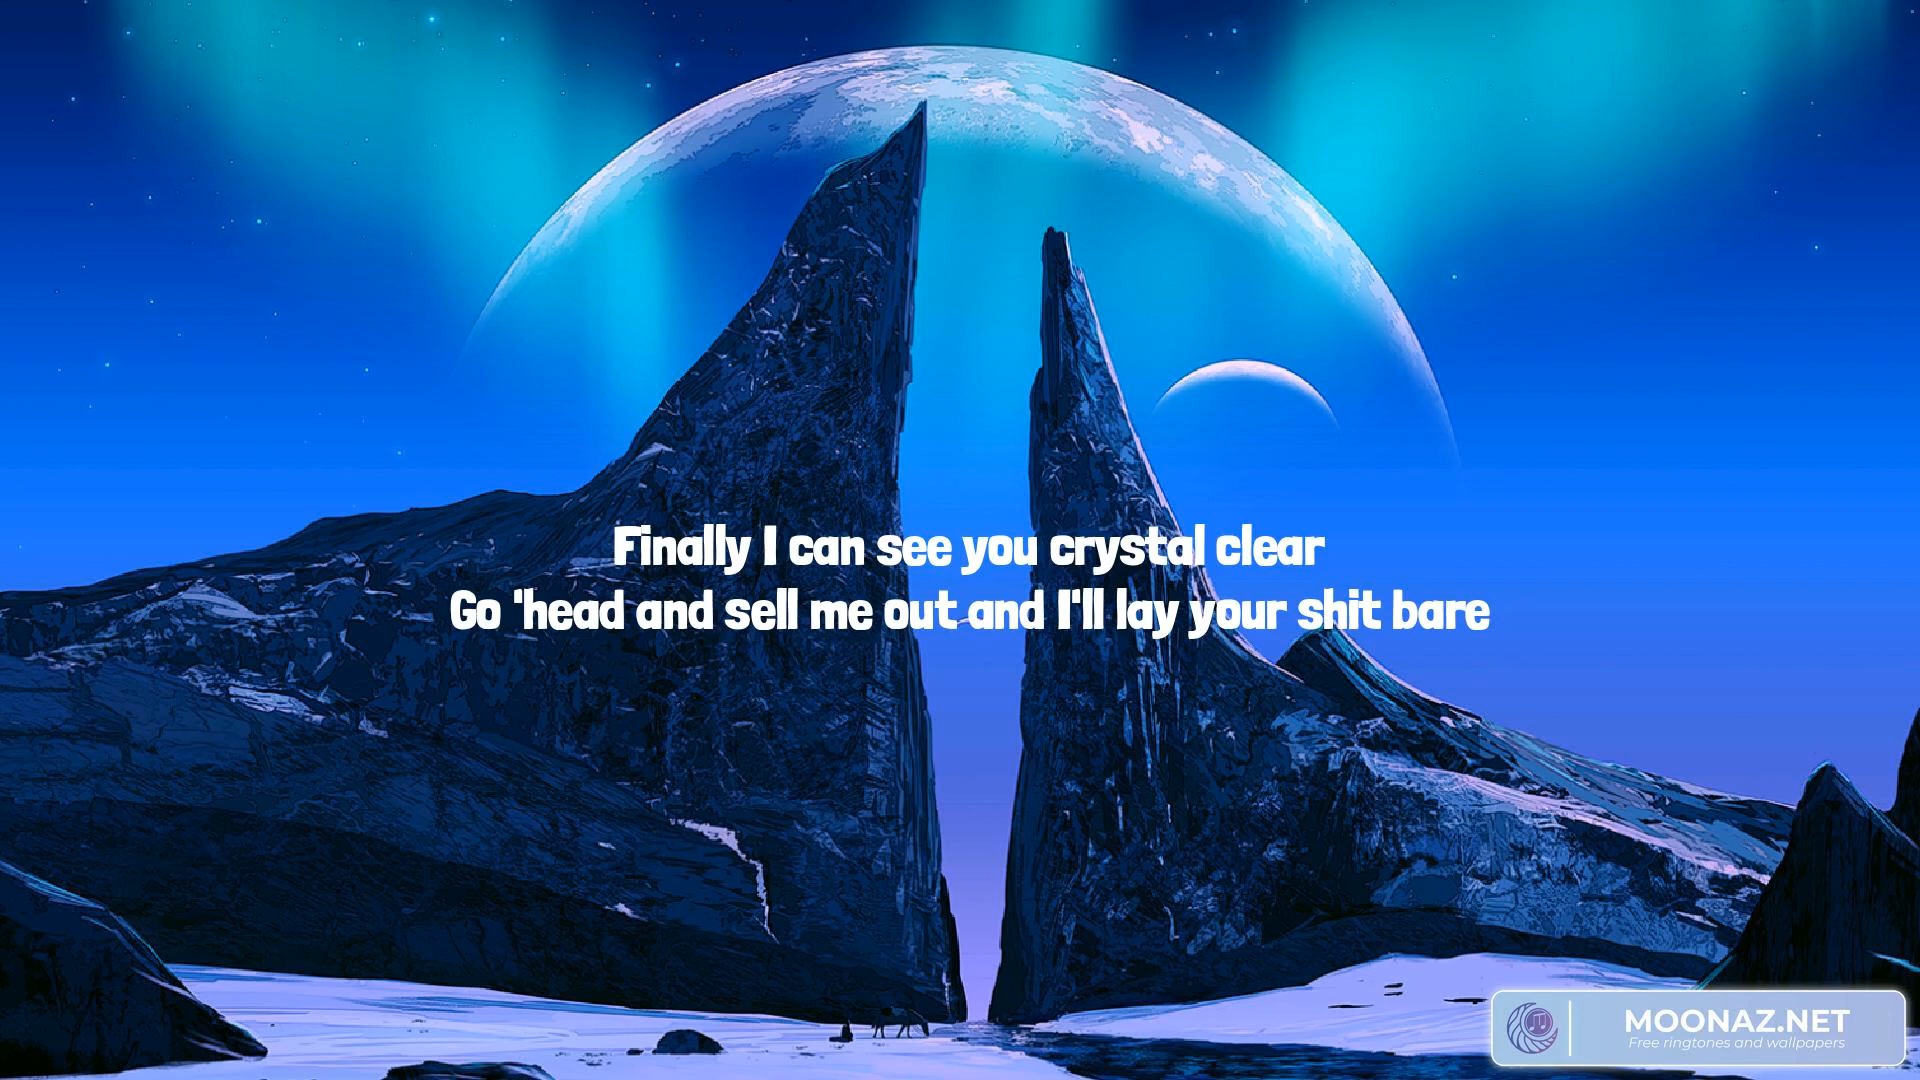 Finally I can see you crystal clear
Go 'head and sell me out and I'll lay your shit bare
MOONAZ.NET
Free ringtones and wallpapers